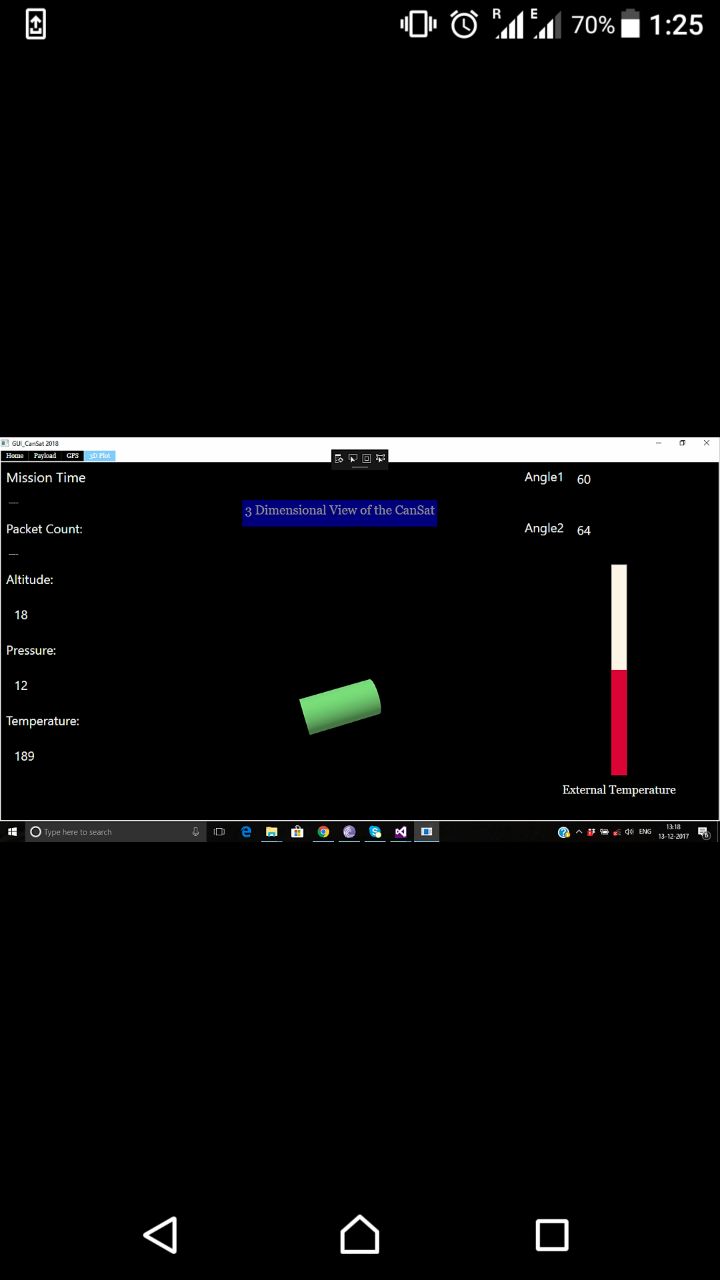 R E 70% 1:25
GUI_CanSat 2018
Home Payload GPS 3D Plot
Mission Time
---
Packet Count:
---
Altitude:
18
Pressure:
12
Temperature:
189
3 Dimensional View of the CanSat
Angle1 60
Angle2 64
External Temperature
Type here to search
ENG
13:18
13-12-2017